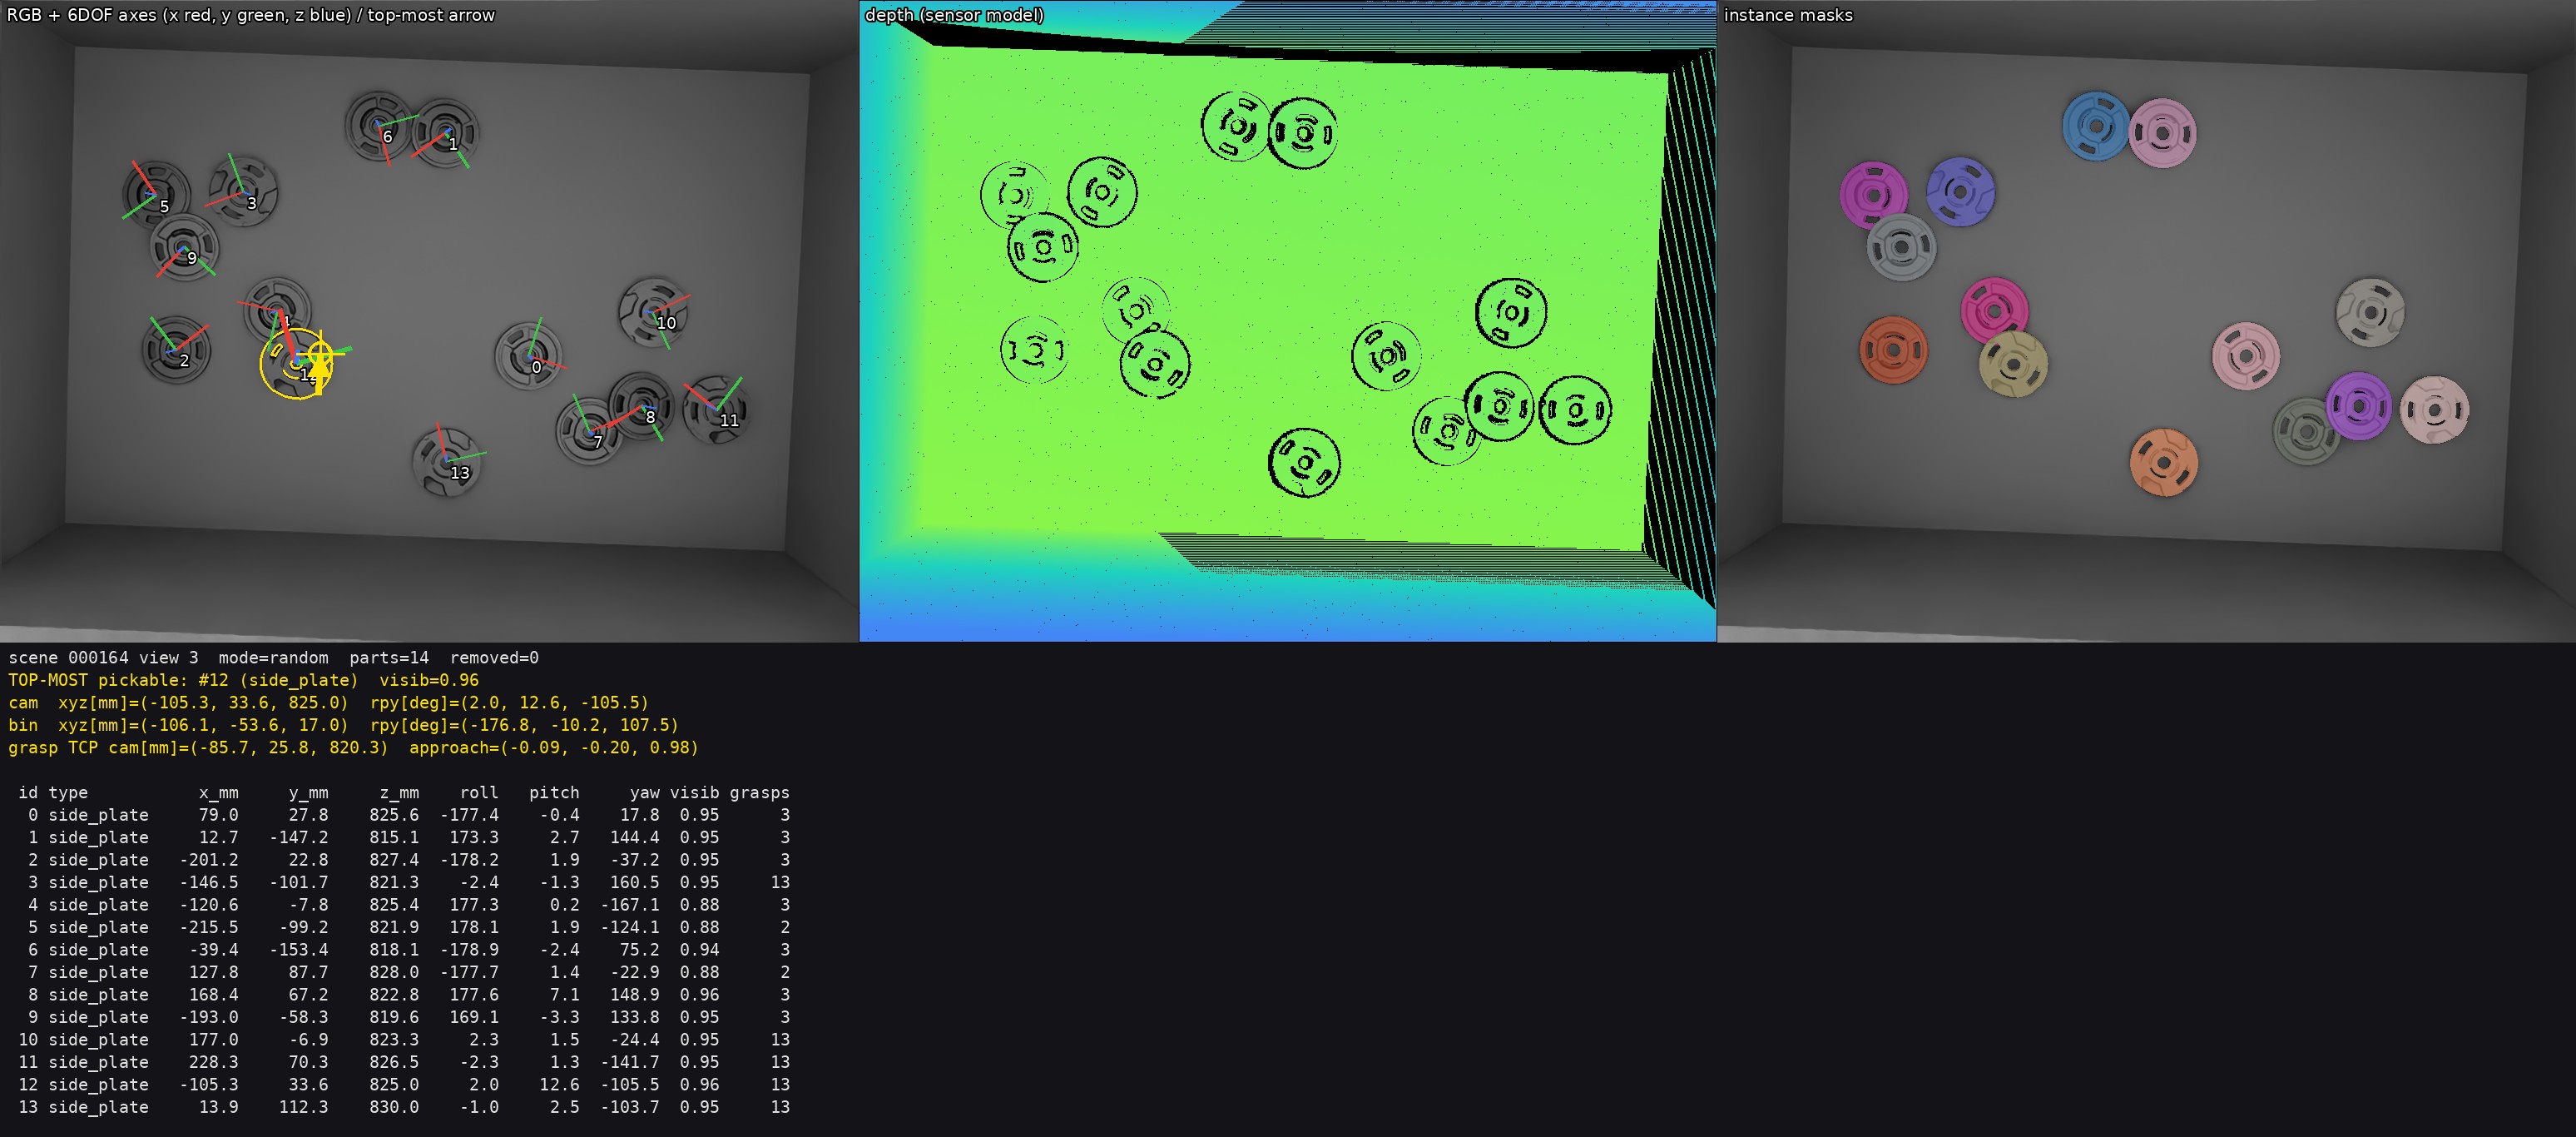 RGB + 6DOF axes (x red, y green, z blue) / top-most arrow
depth (sensor model)
instance masks
6
1
5
3
9
2
10
0
8
11
7
13
scene 000164 view 3  mode=random  parts=14  removed=0
TOP-MOST pickable: #12 (side_plate)  visib=0.96
cam  xyz[mm]=(-105.3, 33.6, 825.0)  rpy[deg]=(2.0, 12.6, -105.5)
bin  xyz[mm]=(-106.1, -53.6, 17.0)  rpy[deg]=(-176.8, -10.2, 107.5)
grasp TCP cam[mm]=(-85.7, 25.8, 820.3)  approach=(-0.09, -0.20, 0.98)
id type x_mm y_mm z_mm roll pitch yaw visib grasps
0 side_plate 79.0 27.8 825.6 -177.4 -0.4 17.8 0.95 3
1 side_plate 12.7 -147.2 815.1 173.3 2.7 144.4 0.95 3
2 side_plate -201.2 22.8 827.4 -178.2 1.9 -37.2 0.95 3
3 side_plate -146.5 -101.7 821.3 -2.4 -1.3 160.5 0.95 13
4 side_plate -120.6 -7.8 825.4 177.3 0.2 -167.1 0.88 3
5 side_plate -215.5 -99.2 821.9 178.1 1.9 -124.1 0.88 2
6 side_plate -39.4 -153.4 818.1 -178.9 -2.4 75.2 0.94 3
7 side_plate 127.8 87.7 828.0 -177.7 1.4 -22.9 0.88 2
8 side_plate 168.4 67.2 822.8 177.6 7.1 148.9 0.96 3
9 side_plate -193.0 -58.3 819.6 169.1 -3.3 133.8 0.95 3
10 side_plate 177.0 -6.9 823.3 2.3 1.5 -24.4 0.95 13
11 side_plate 228.3 70.3 826.5 -2.3 1.3 -141.7 0.95 13
12 side_plate -105.3 33.6 825.0 2.0 12.6 -105.5 0.96 13
13 side_plate 13.9 112.3 830.0 -1.0 2.5 -103.7 0.95 13